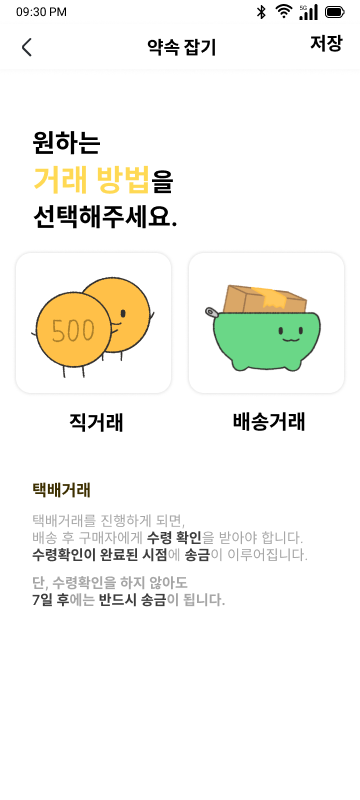 09:30 PM
5G
약속 잡기
저장
원하는
거래 방법을
선택해주세요.
500
직거래
배송거래
택배거래
택배거래를 진행하게 되면,
배송 후 구매자에게 수령 확인을 받아야 합니다.
수령확인이 완료된 시점에 송금이 이루어집니다.
단, 수령확인을 하지 않아도
7일 후에는 반드시 송금이 됩니다.